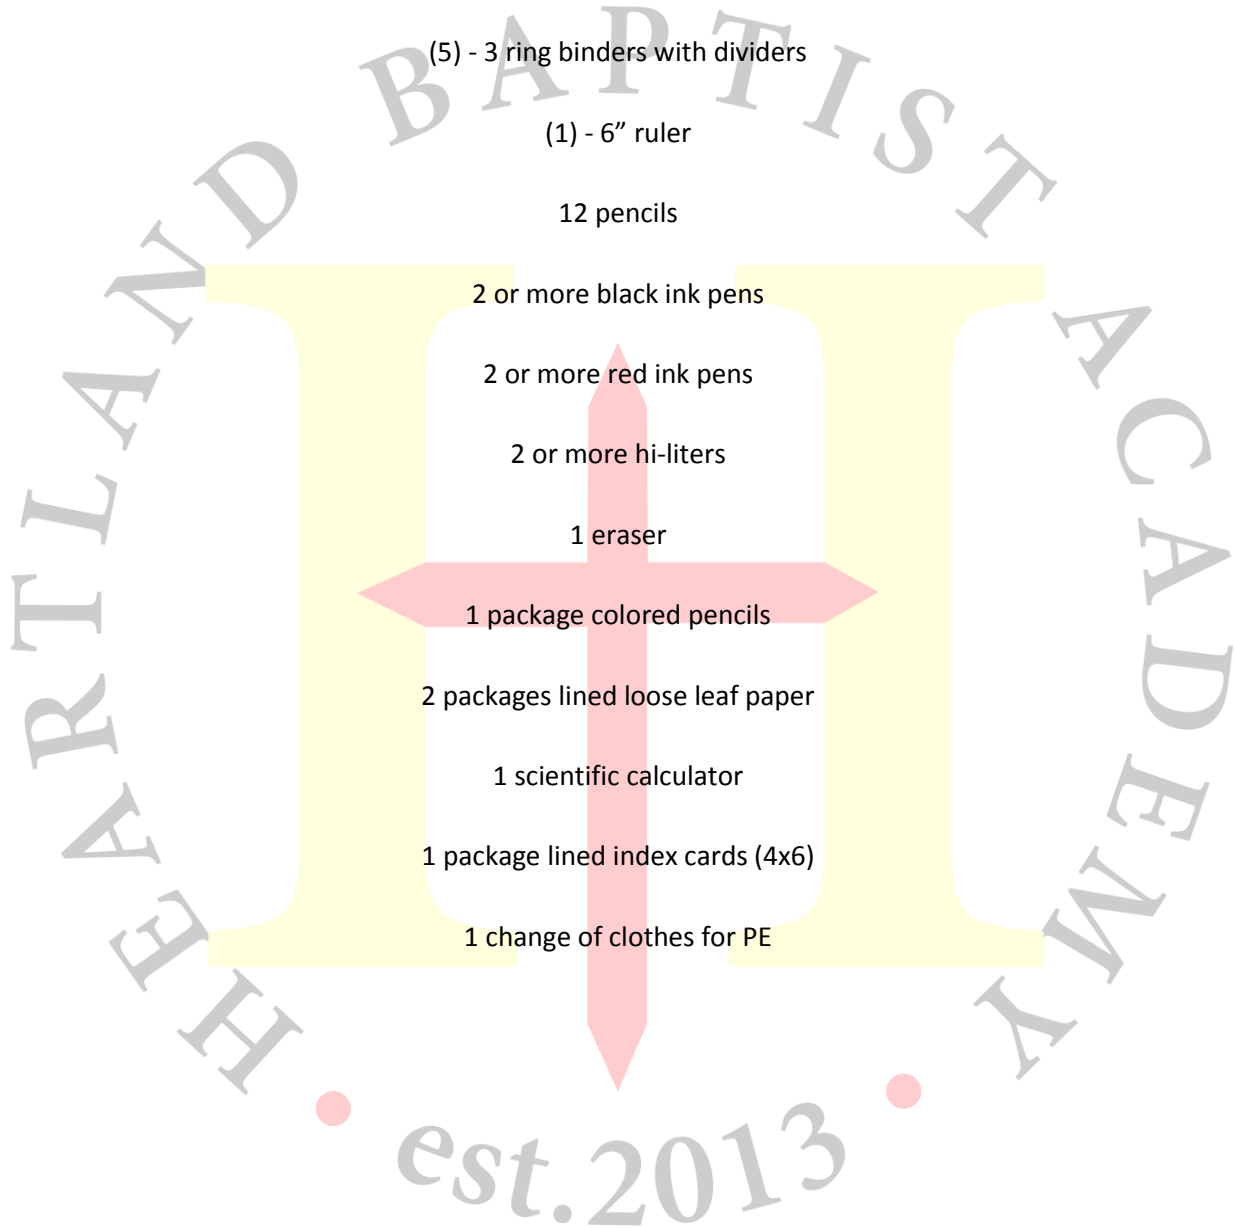 (5) - 3 ring binders with dividers
(1) - 6” ruler
12 pencils
2 or more black ink pens
2 or more red ink pens
2 or more hi-liters
1 eraser
1 package colored pencils
2 packages lined loose leaf paper
1 scientific calculator
1 package lined index cards (4x6)
1 change of clothes for PE
HEARTLAND BAPTIST ACADEMY
est.2013